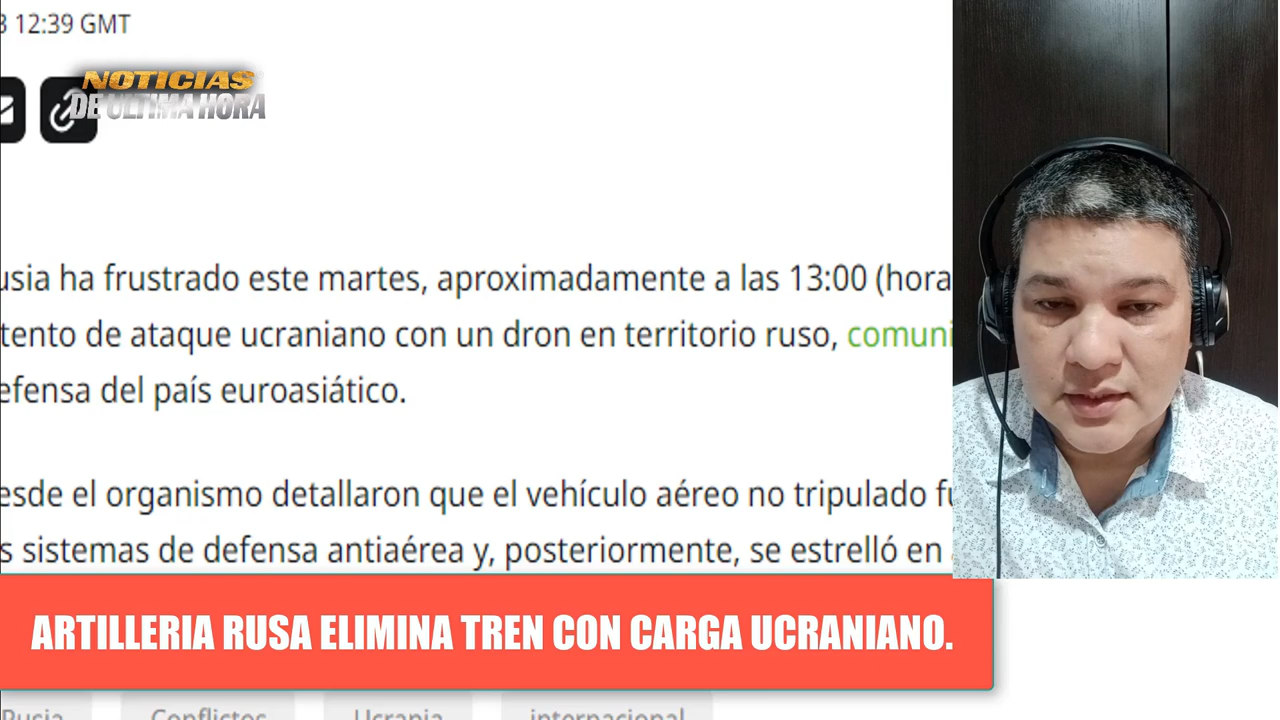 12:39 GMT
NOTICIAS
DE ULTIMA HORA
usia ha frustrado este martes, aproximadamente a las 13:00 (hora
tento de ataque ucraniano con un dron en territorio ruso, comuni
efensa del país euroasiático.
esde el organismo detallaron que el vehículo aéreo no tripulado fu
s sistemas de defensa antiaérea y, posteriormente, se estrelló en
ARTILLERIA RUSA ELIMINA TREN CON CARGA UCRANIANO.
Rusia Conflictos Ucrania internacional